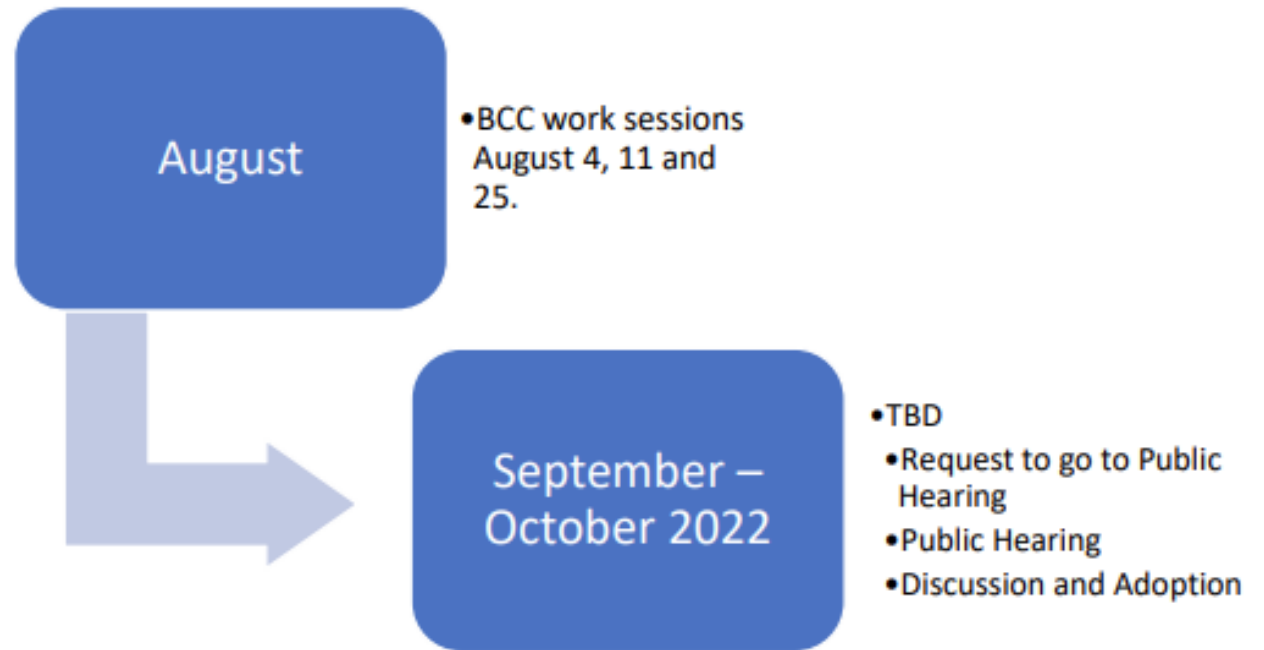 August
•BCC work sessions
August 4, 11 and
25.
September –
October 2022
•TBD
•Request to go to Public
Hearing
•Public Hearing
•Discussion and Adoption